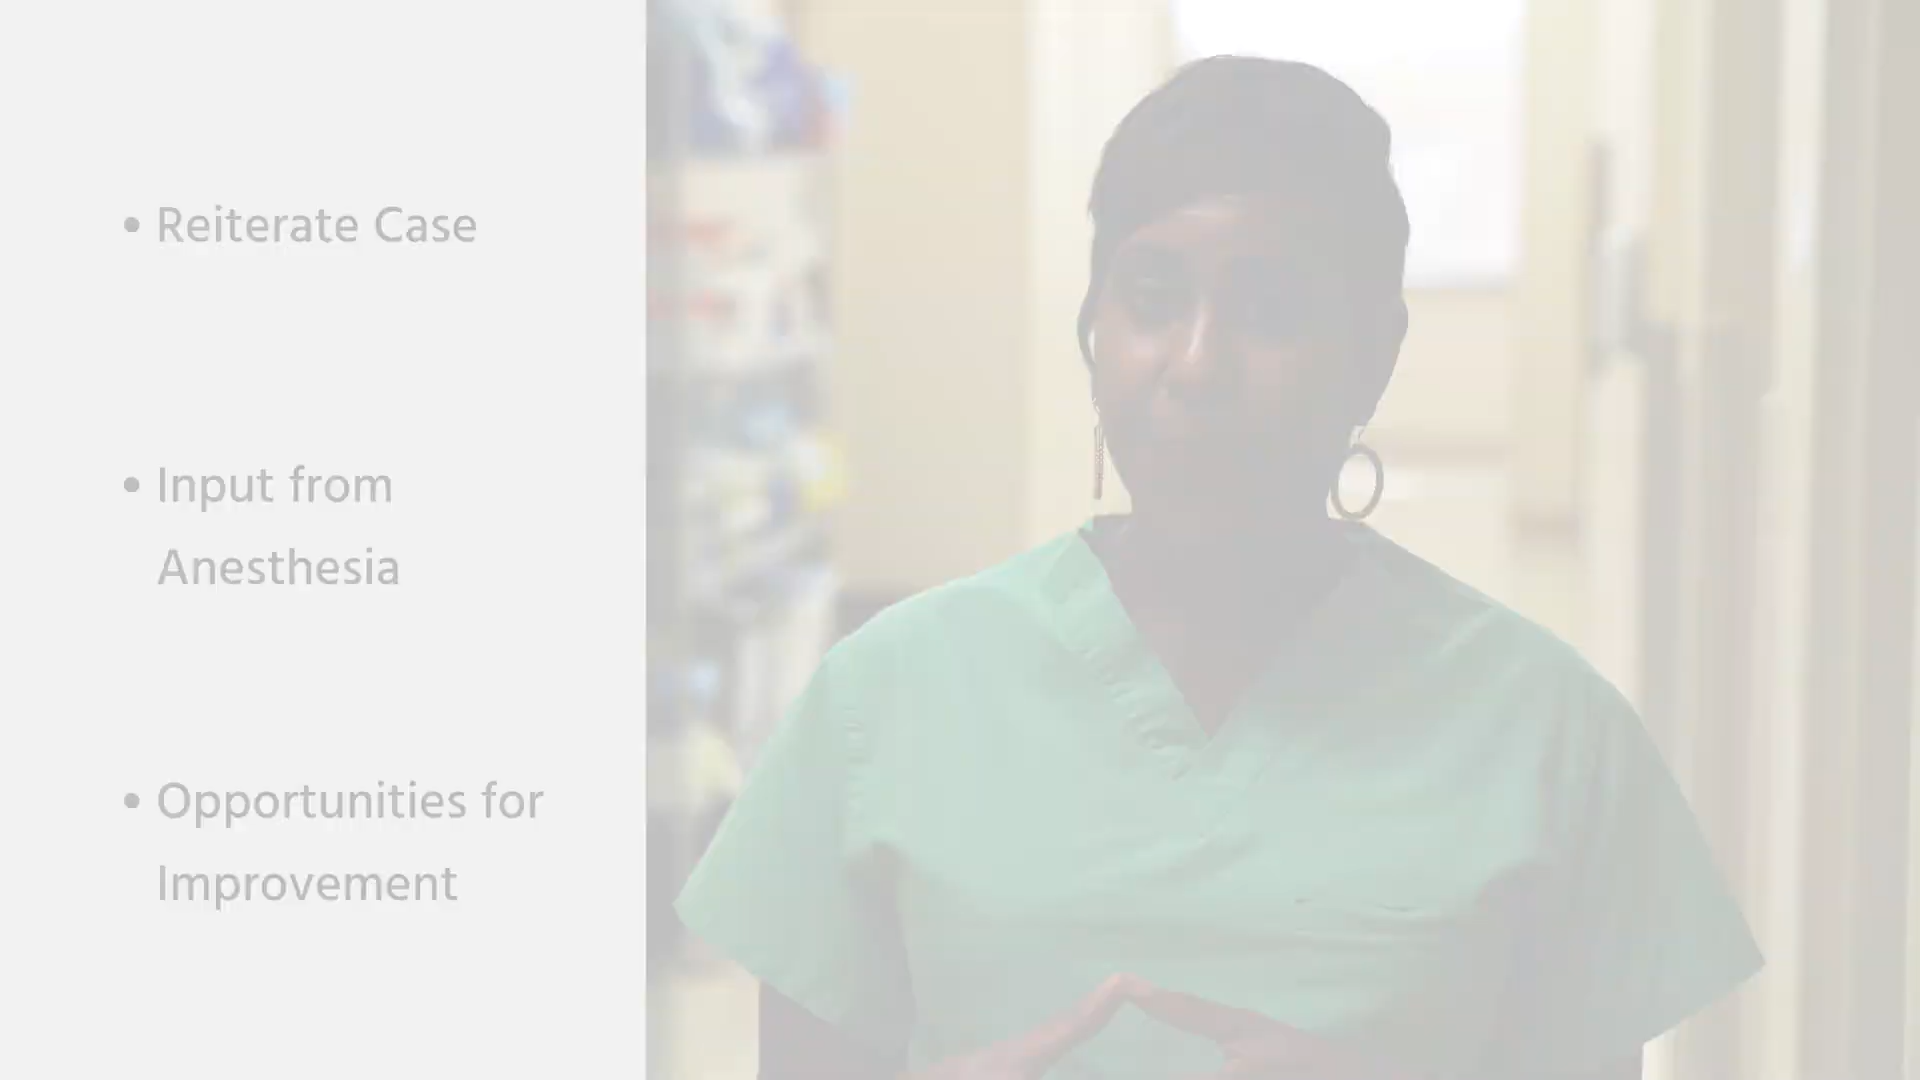 • Reiterate Case
• Input from
Anesthesia
• Opportunities for
Improvement